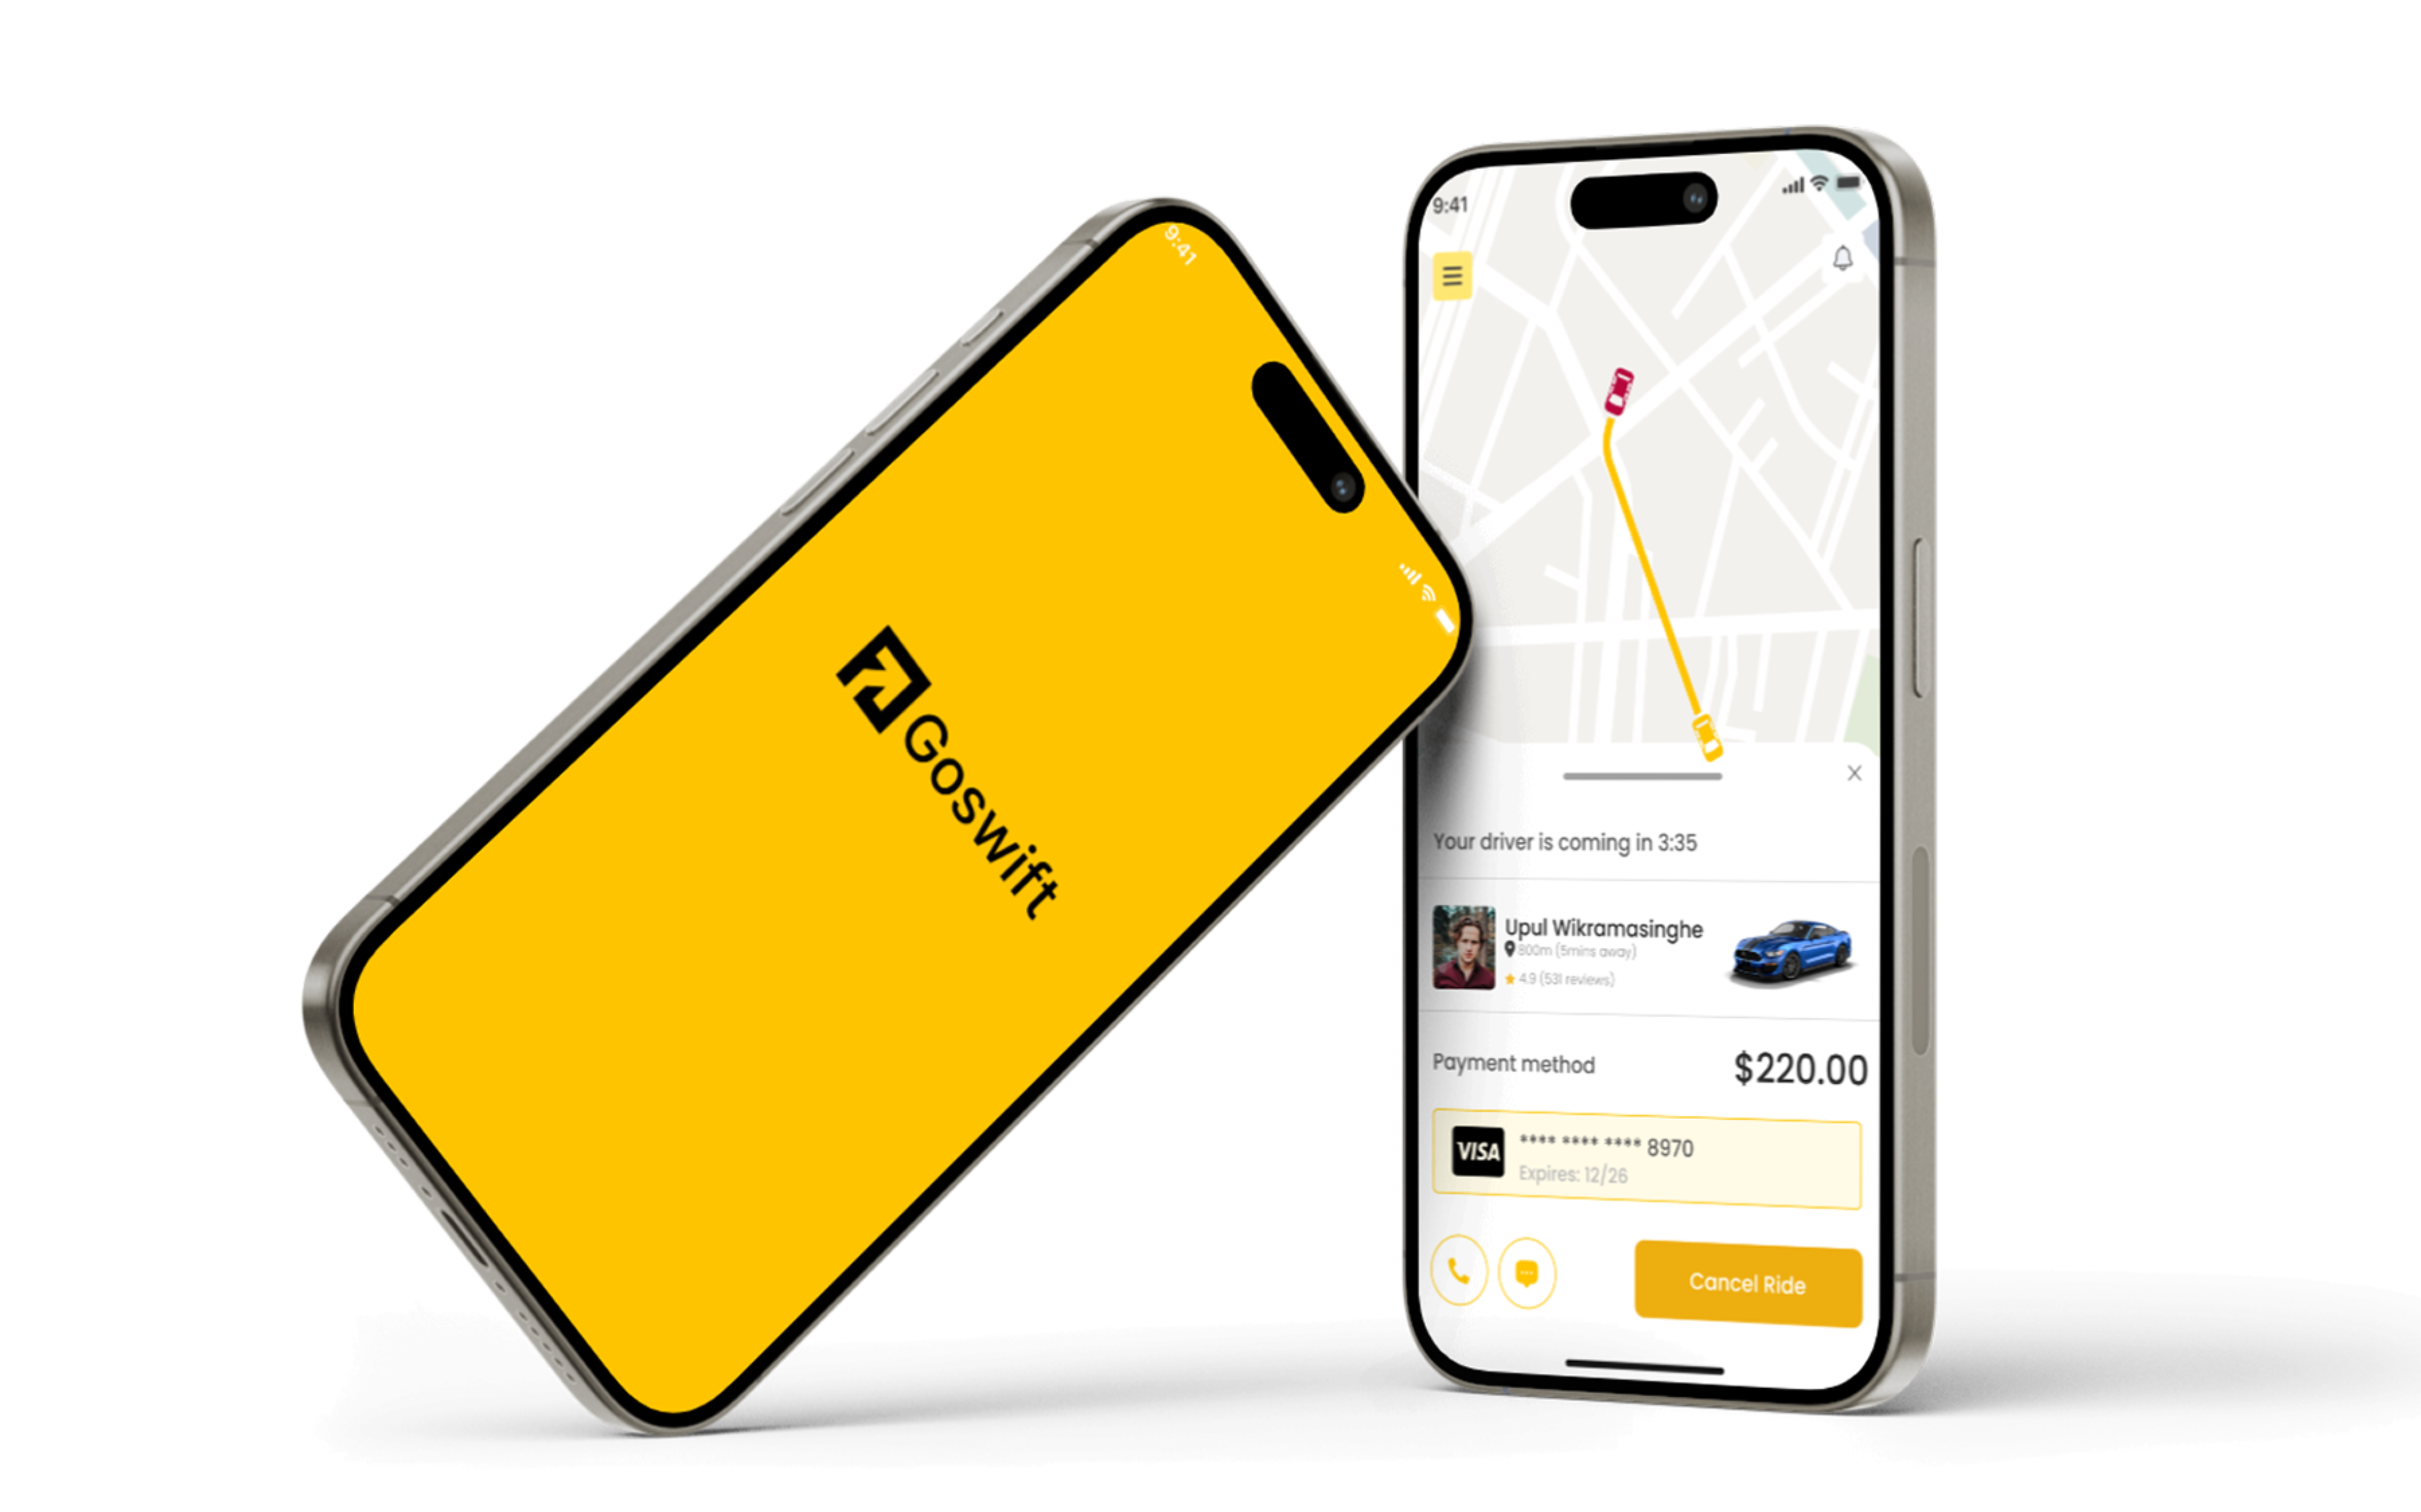 9:41
Goswift
9:41
Your driver is coming in 3:35
Upul Wikramasinghe
800m (5mins away)
4.9 (531 reviews)
Payment method
$220.00
VISA
**** **** **** 8970
Expires: 12/26
Cancel Ride